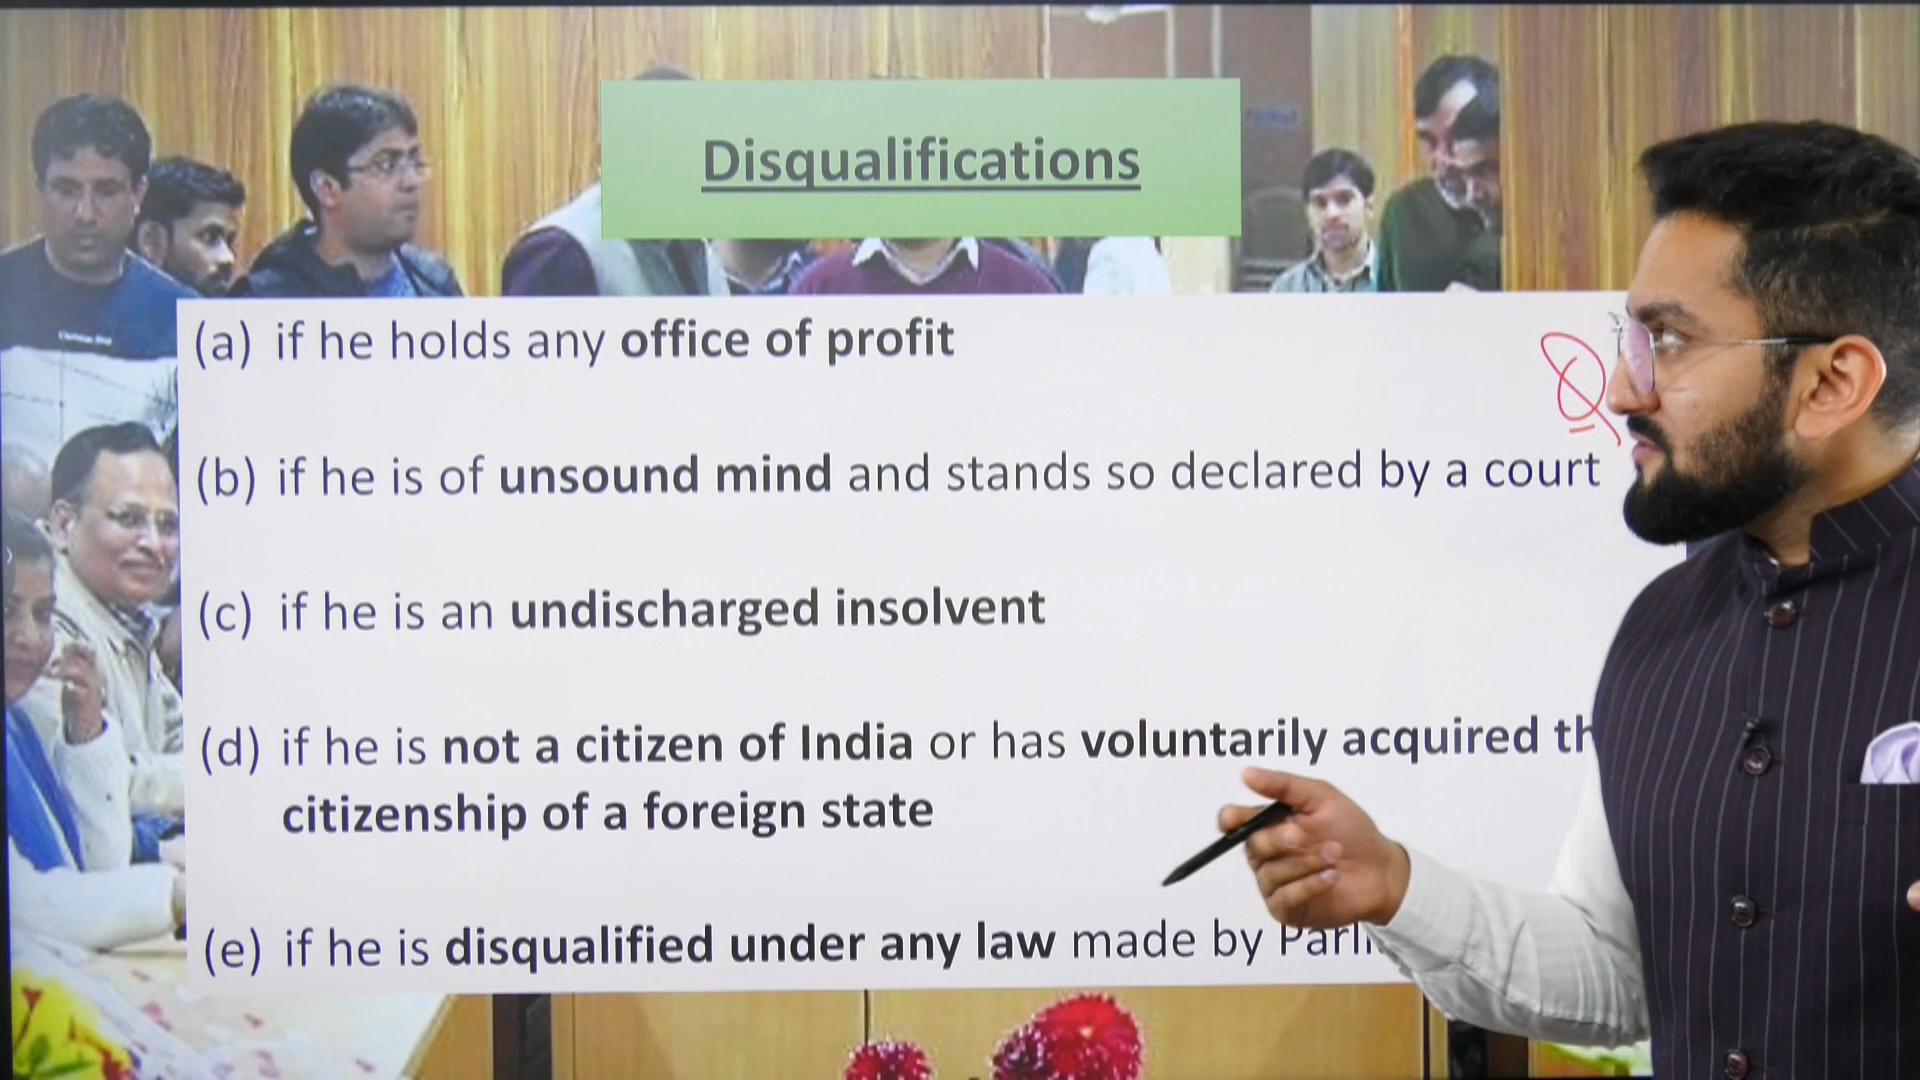 Disqualifications
(a) if he holds any office of profit
(b) if he is of unsound mind and stands so declared by a court
(c) if he is an undischarged insolvent
(d) if he is not a citizen of India or has voluntarily acquired
citizenship of a foreign state
(e) if he is disqualified under any law made by